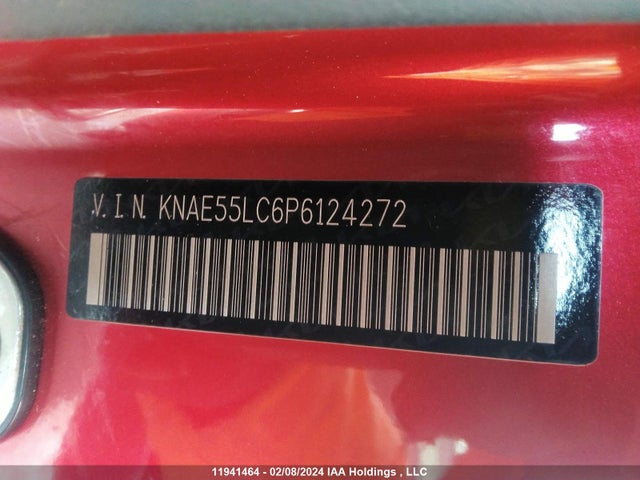 V.I.N. KNAE55LC6P6124272
11941464 - 02/08/2024 IAA Holdings , LLC